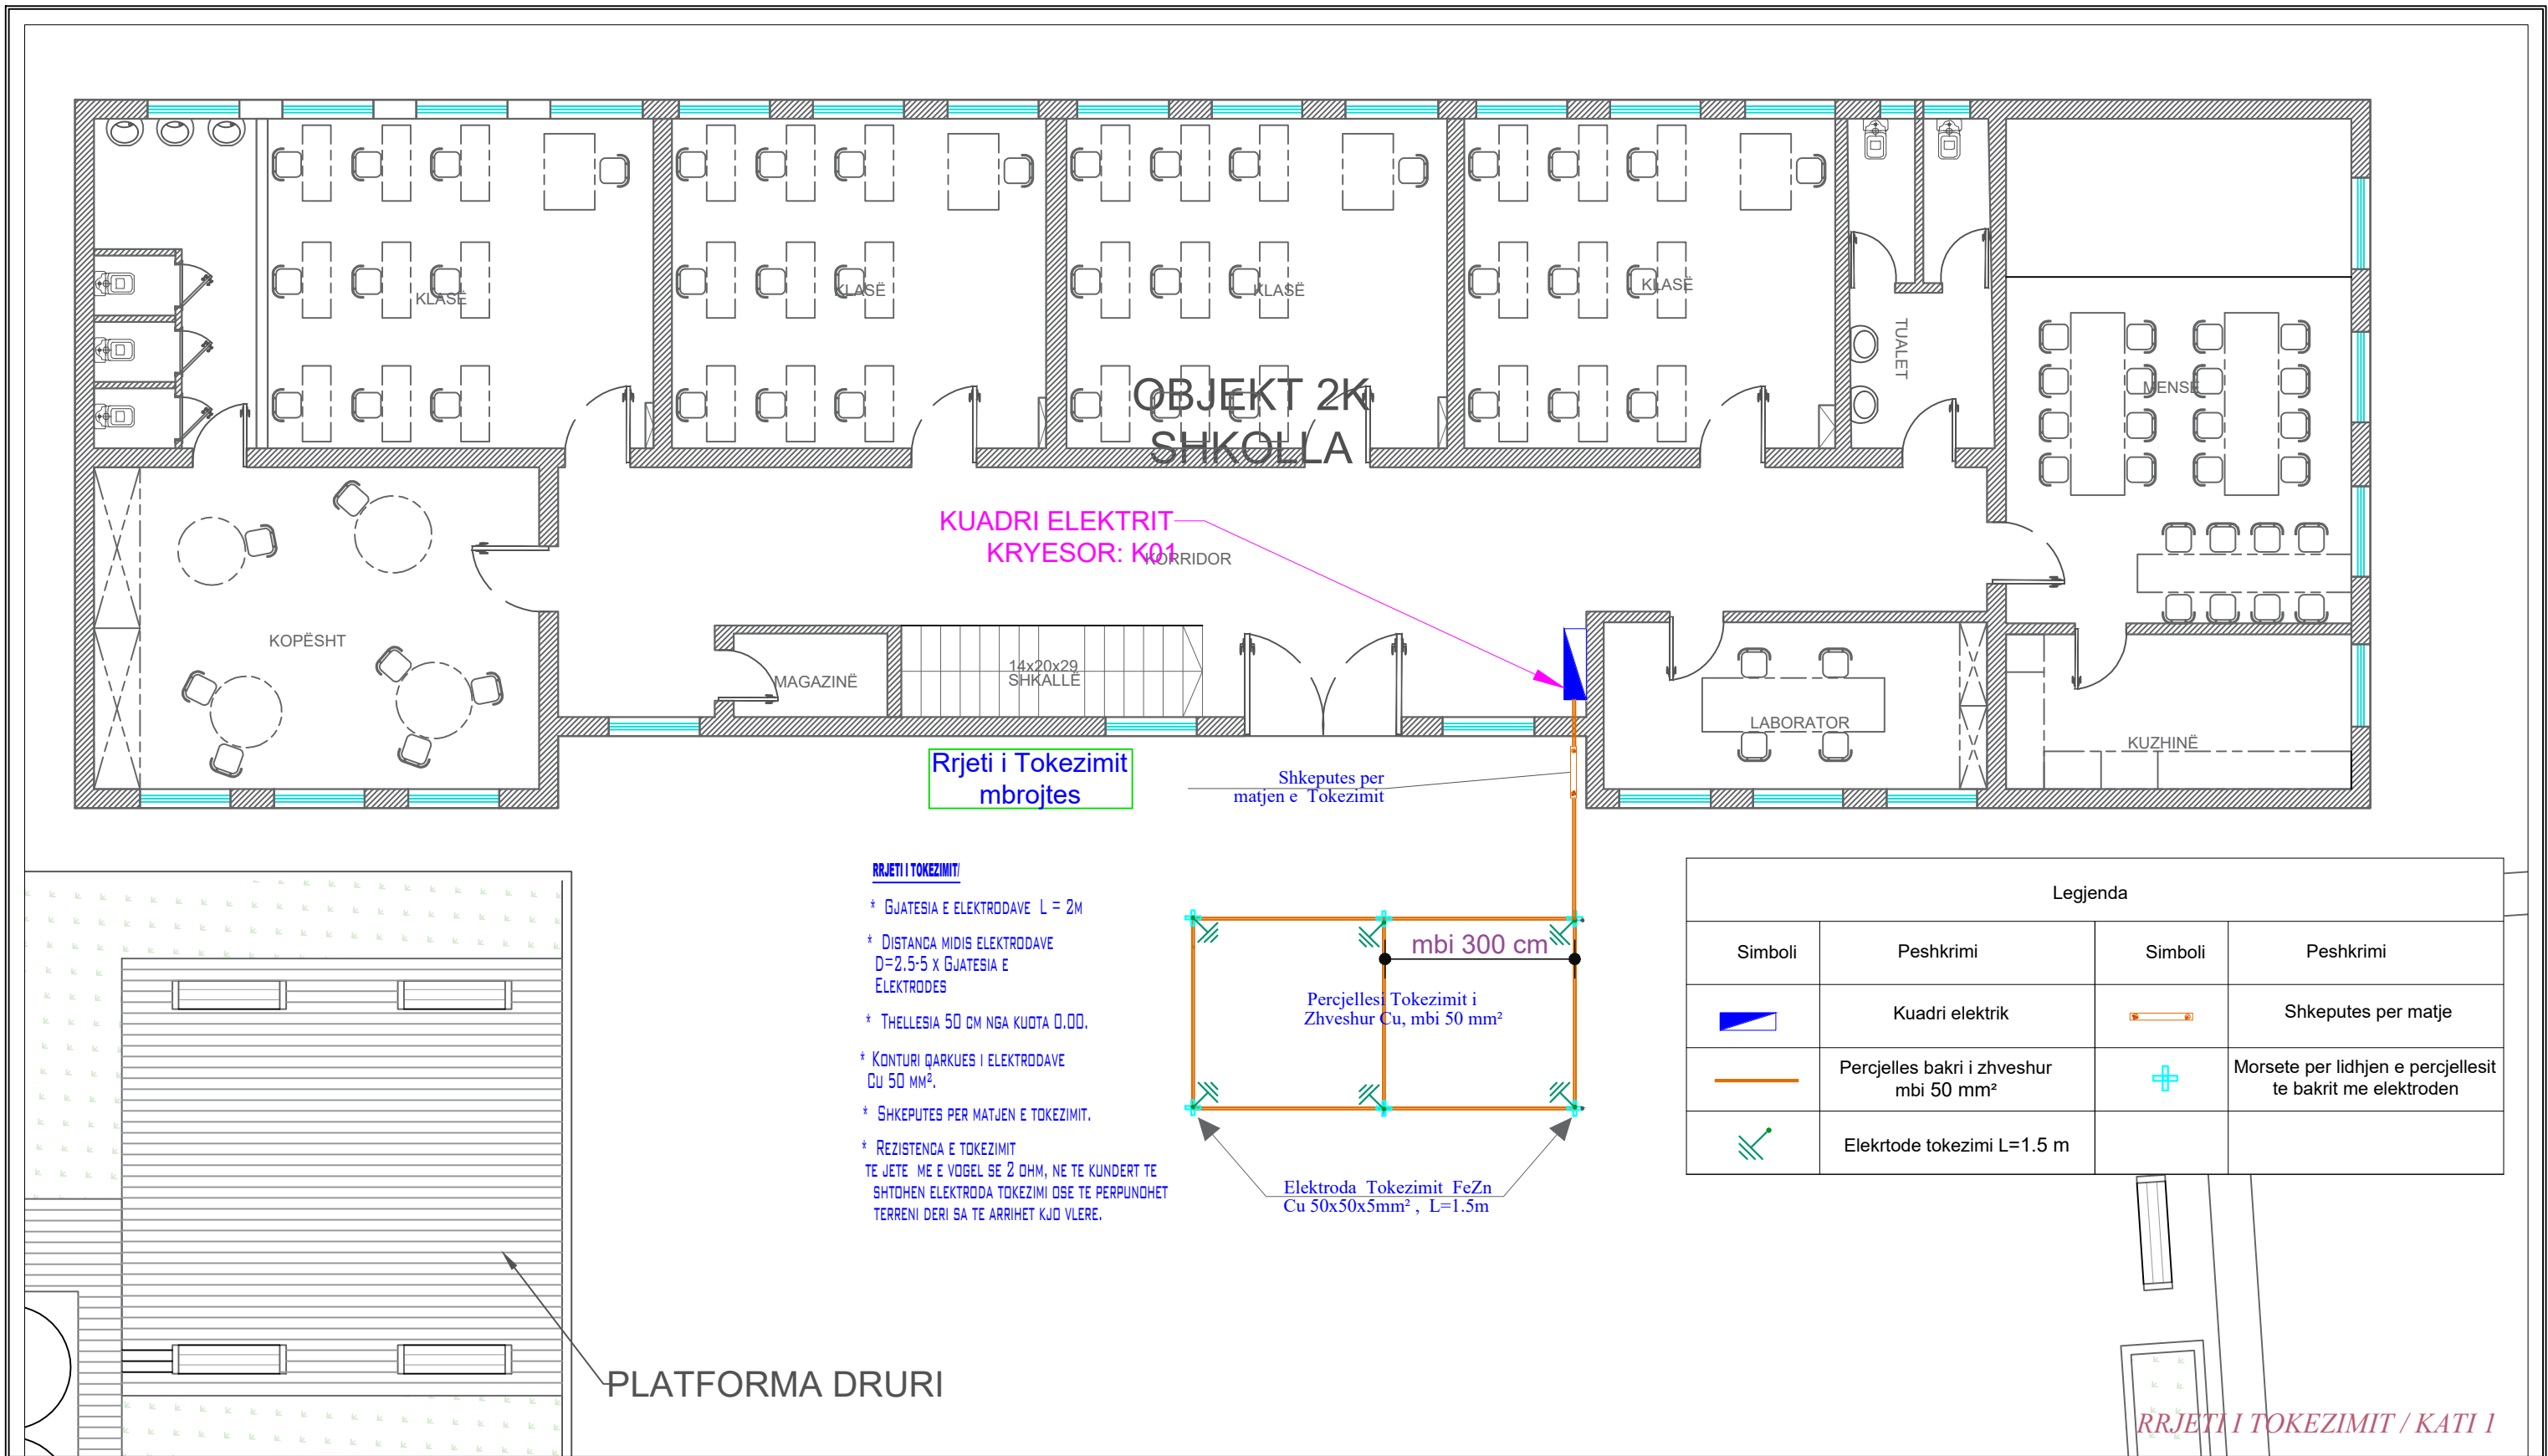 KLASË
KLASË
KLASË
KLASË
TUALET
MENSE
OBJEKT 2K
SHKOLLA
KUADRI ELEKTRIT
KRYESOR: K01
KORRIDOR
KOPËSHT
MAGAZINË
14x20x29
SHKALLË
LABORATOR
KUZHINË
Rrjeti i Tokezimit
mbrojtes
Shkeputes per
matjen e Tokezimit
RRJETI I TOKEZIMIT/
* GJATESIA E ELEKTRODAVE L = 2M
* DISTANCA MIDIS ELEKTRODAVE
D=2.5-5 X GJATESIA E
ELEKTRODES
* THELLESIA 50 CM NGA KUOTA 0.00.
* KONTURI QARKUES I ELEKTRODAVE
CU 50 MM².
* SHKEPUTES PER MATJEN E TOKEZIMIT.
* REZISTENCA E TOKEZIMIT
TE JETE ME E VOGEL SE 2 OHM, NE TE KUNDERT TE
SHTOHEN ELEKTRODA TOKEZIMI OSE TE PERPUNOHET
TERRENI DERI SA TE ARRIHET KJO VLERE.
mbi 300 cm
Percjellesi Tokezimit i
Zhveshur Cu, mbi 50 mm²
Elektroda Tokezimit FeZn
Cu 50x50x5mm² , L=1.5m
Legjenda
Simboli Peshkrimi Simboli Peshkrimi
Kuadri elektrik
Shkeputes per matje
Percjelles bakri i zhveshur
mbi 50 mm²
Morsete per lidhjen e percjellesit
te bakrit me elektroden
Elekrtode tokezimi L=1.5 m
PLATFORMA DRURI
RRJETI I TOKEZIMIT / KATI 1